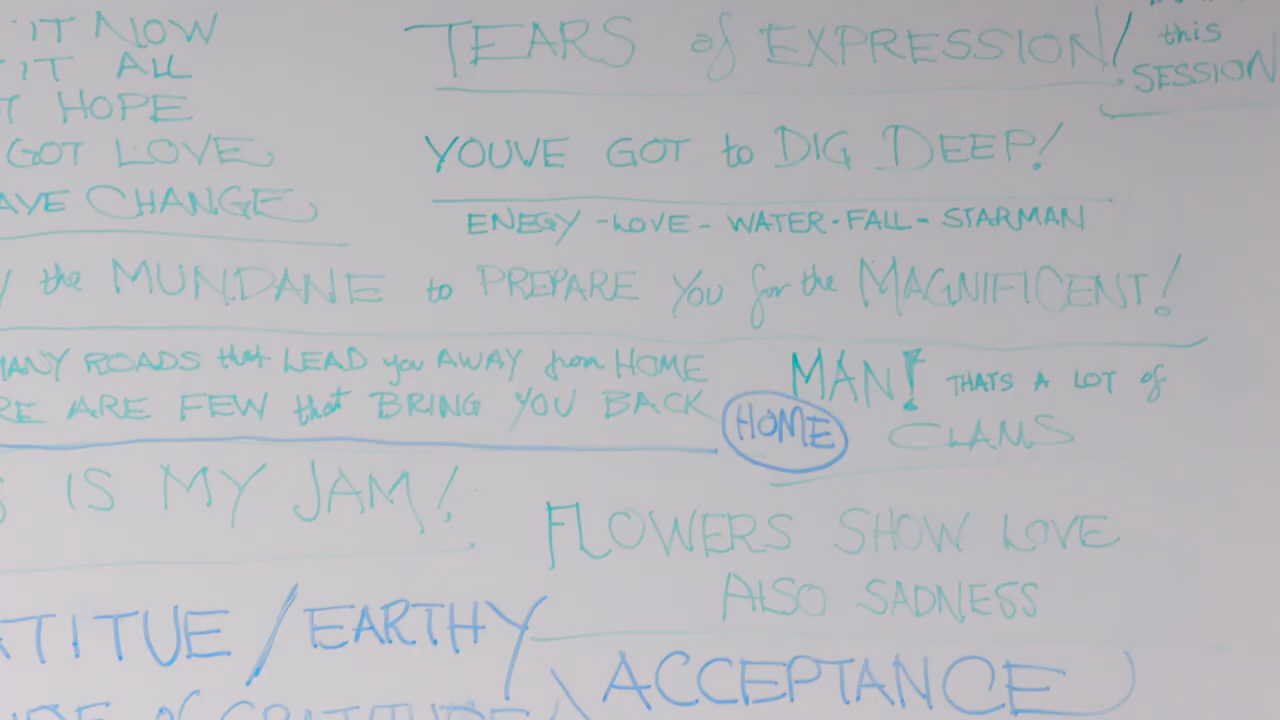 IT NOW
IT ALL
HOPE
GOT LOVE
CHANGE
TEARS of EXPRESSION!
this
SESSION
YOUVE GOT to DIG DEEP!
ENEGY - LOVE - WATER - FALL - STARMAN
the MUNDANE to PREPARE YOU for the MAGNIFICENT!
MANY ROADS that LEAD you AWAY from HOME
ARE FEW that BRING YOU BACK
HOME
MAN! THATS A LOT of
CLAMS
IS MY JAM!
FLOWERS SHOW LOVE
ALSO SADNESS
TITUE / EARTHY
ACCEPTANCE
of GRATITUDE